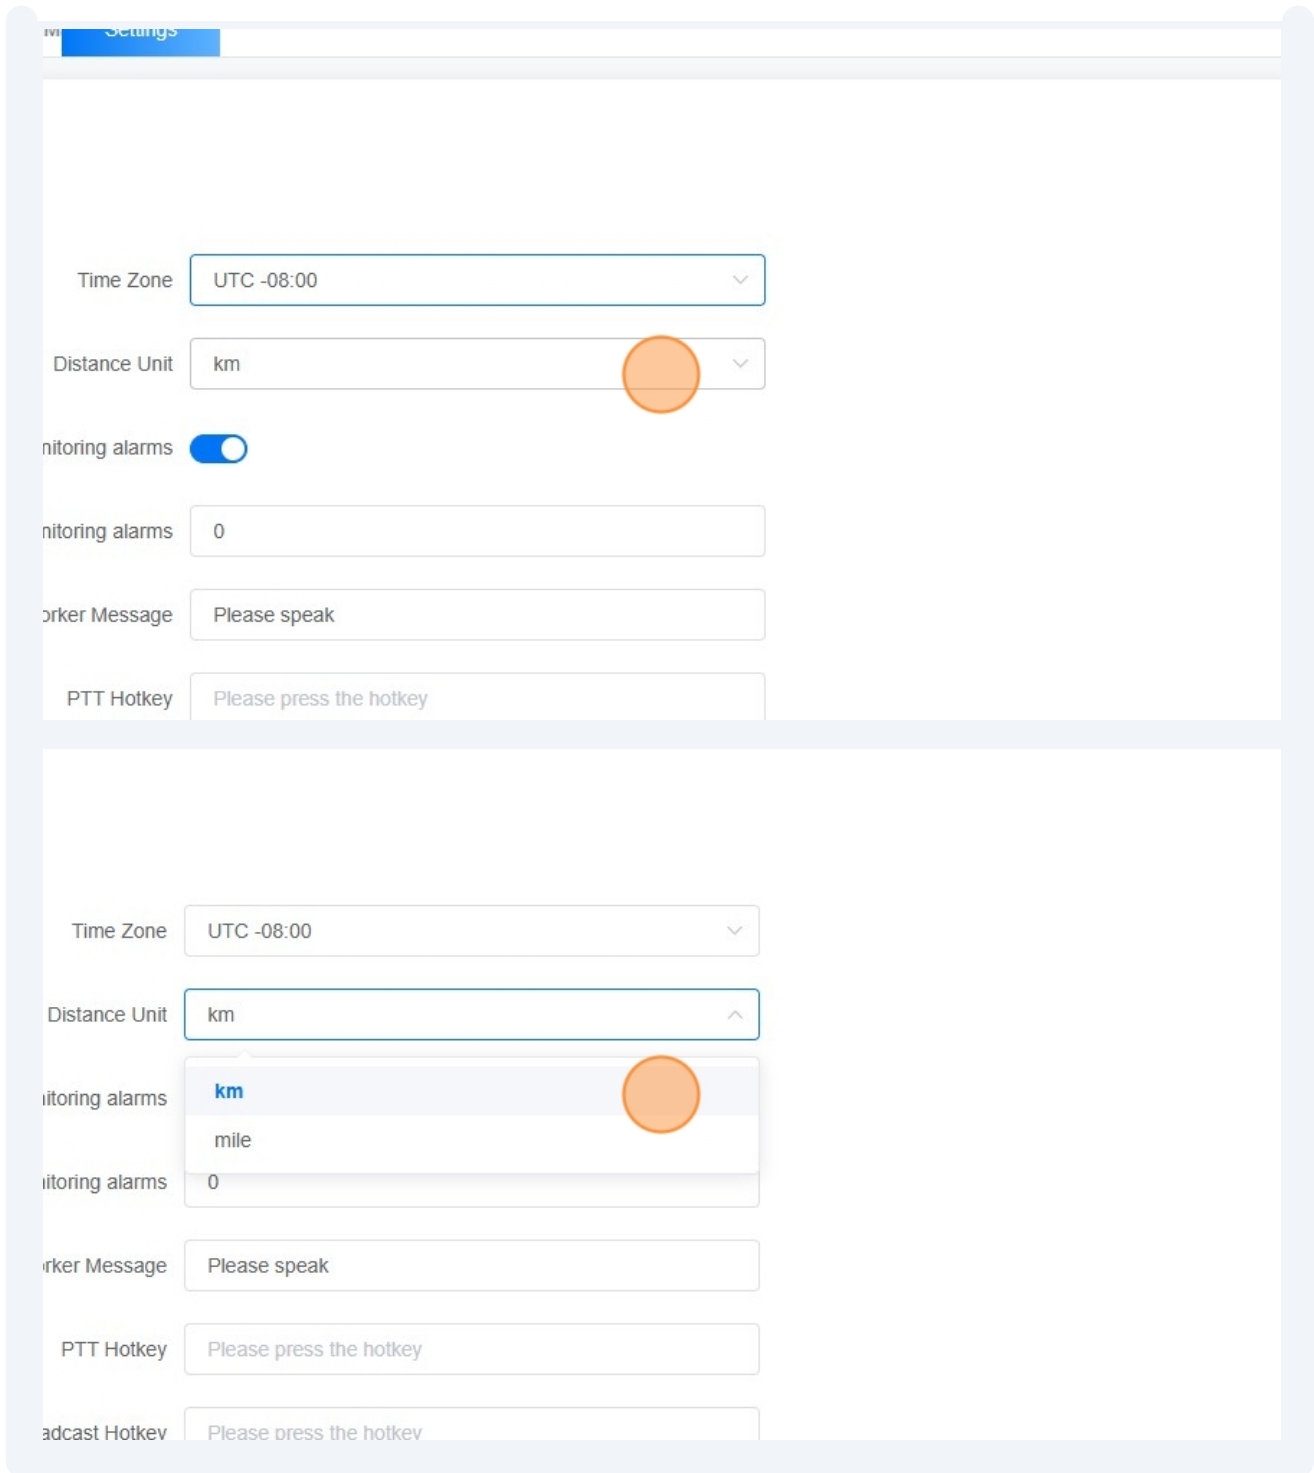 Settings
Time Zone UTC -08:00
Distance Unit km
nitoring alarms
nitoring alarms 0
orker Message Please speak
PTT Hotkey Please press the hotkey
Time Zone UTC -08:00
Distance Unit km
itoring alarms km
mile
itoring alarms 0
rker Message Please speak
PTT Hotkey Please press the hotkey
adcast Hotkey Please press the hotkey